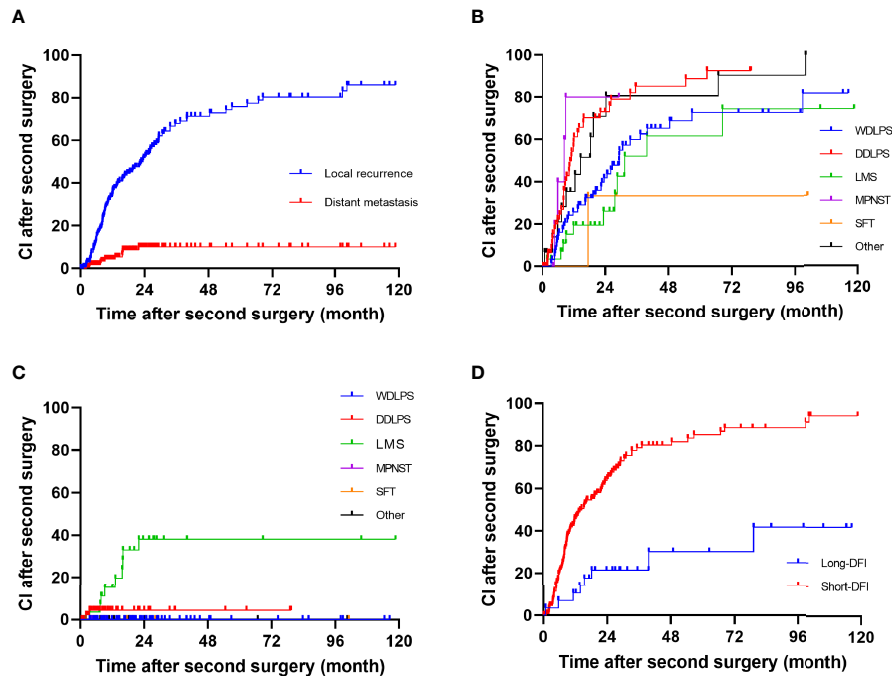 A
CI after second surgery
100
80
60
40
20
0
0
24
48
72
96
120
Time after second surgery (month)
Local recurrence
Distant metastasis
B
CI after second surgery
100
80
60
40
20
0
0
24
48
72
96
120
Time after second surgery (month)
WDLPS
DDLPS
LMS
MPNST
SFT
Other
C
CI after second surgery
100
80
60
40
20
0
0
24
48
72
96
120
Time after second surgery (month)
WDLPS
DDLPS
LMS
MPNST
SFT
Other
D
CI after second surgery
100
80
60
40
20
0
0
24
48
72
96
120
Time after second surgery (month)
Long-DFI
Short-DFI